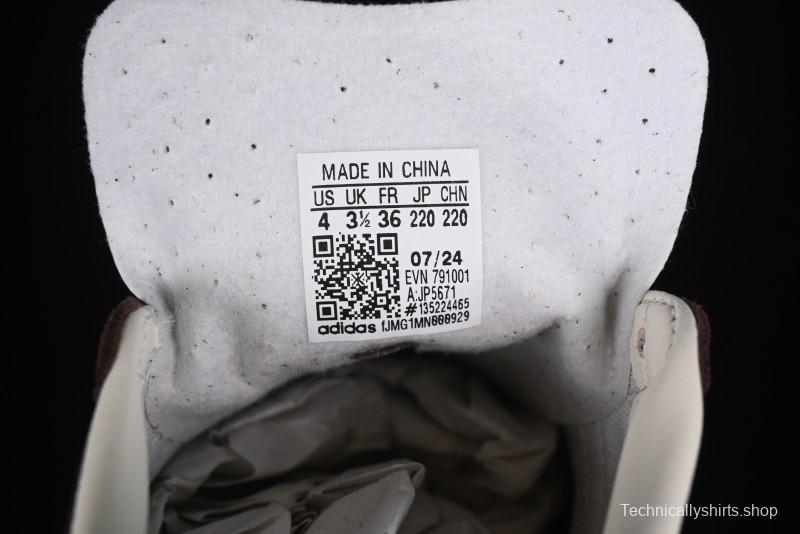 MADE IN CHINA
US UK FR JP CHN
4 3½ 36 220 220
07/24
EVN 791001
A:JP5671
#135224465
adidas fJMG1MN000929
Technicallyshirts.shop